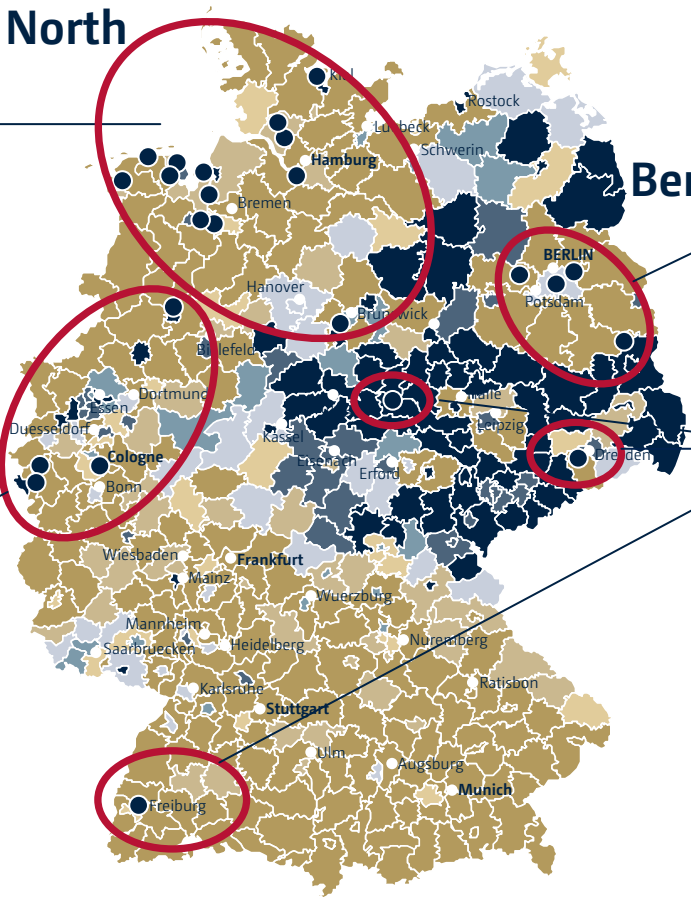 North
Kiel
Rostock
Luebeck
Schwerin
Hamburg
Ber
Bremen
BERLIN
Hanover
Potsdam
Brunswick
Bielefeld
Dortmund
Halle
Essen
Leipzig
Duesseldorf
Kassel
Cologne
Eisenach
Dresden
Erford
Bonn
Wiesbaden
Frankfurt
Mainz
Wuerzburg
Mannheim
Nuremberg
Saarbruecken
Heidelberg
Karlsruhe
Ratisbon
Stuttgart
Ulm
Augsburg
Munich
Freiburg